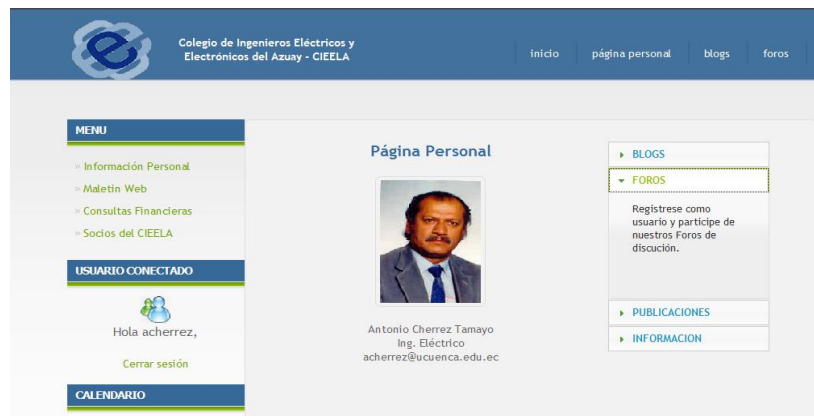 Colegio de Ingenieros Eléctricos y
Electrónicos del Azuay - CIEELA
inicio
página personal
blogs
foros
MENU
» Información Personal
» Maletin Web
» Consultas Financieras
» Socios del CIEELA
USUARIO CONECTADO
Hola acherrez,
Cerrar sesión
CALENDARIO
Página Personal
Antonio Cherrez Tamayo
Ing. Eléctrico
acherrez@ucuenca.edu.ec
BLOGS
FOROS
Registrese como
usuario y participe de
nuestros Foros de
discución.
PUBLICACIONES
INFORMACION